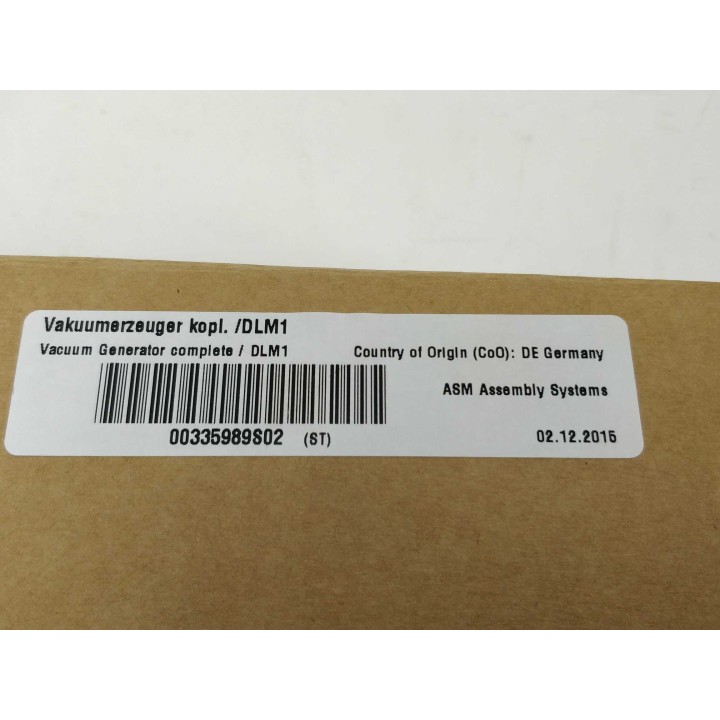 Vakuumerzeuger kopl. /DLM1
Vacuum Generator complete / DLM1
Country of Origin (CoO): DE Germany
ASM Assembly Systems
00335989S02 (ST)
02.12.2015